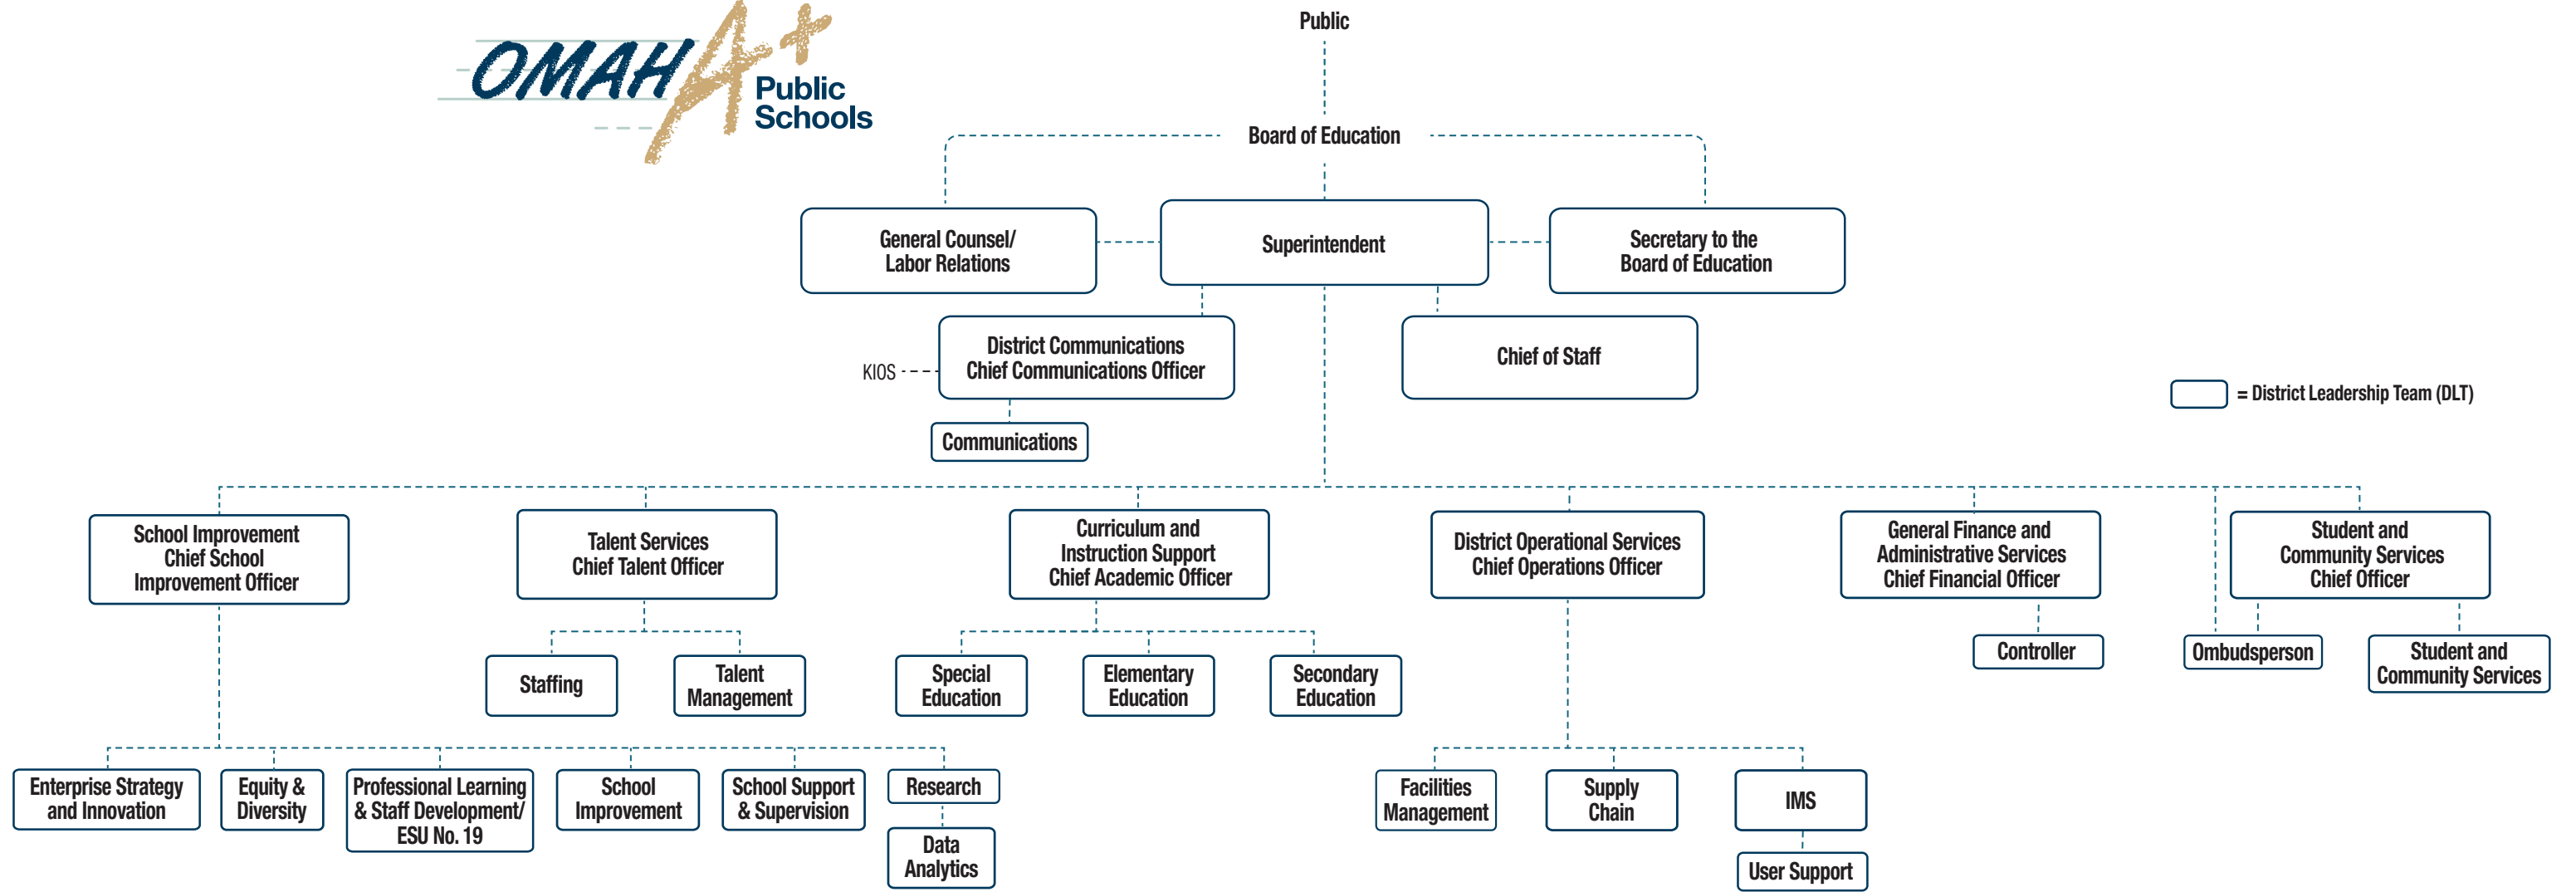 OMAHA+
Public
Schools
Public
Board of Education
General Counsel/
Labor Relations
Superintendent
Secretary to the
Board of Education
District Communications
Chief Communications Officer
Chief of Staff
KIOS
= District Leadership Team (DLT)
Communications
School Improvement
Chief School
Improvement Officer
Talent Services
Chief Talent Officer
Curriculum and
Instruction Support
Chief Academic Officer
District Operational Services
Chief Operations Officer
General Finance and
Administrative Services
Chief Financial Officer
Student and
Community Services
Chief Officer
Staffing
Talent
Management
Special
Education
Elementary
Education
Secondary
Education
Controller
Ombudsperson
Student and
Community Services
Enterprise Strategy
and Innovation
Equity &
Diversity
Professional Learning
& Staff Development/
ESU No. 19
School
Improvement
School Support
& Supervision
Research
Data
Analytics
Facilities
Management
Supply
Chain
IMS
User Support